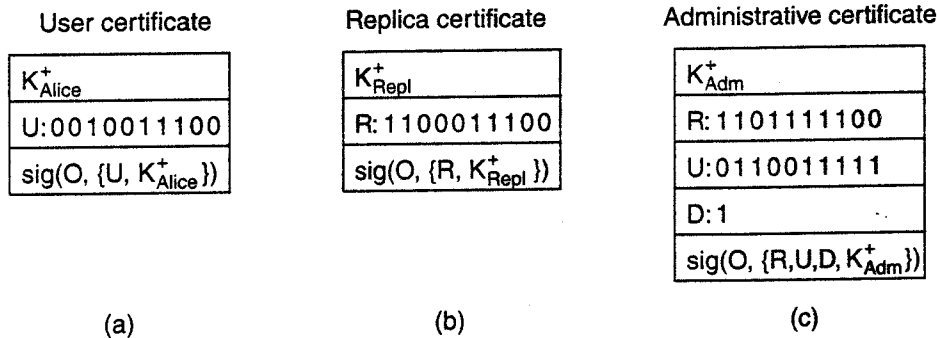 User certificate
K+Alice
U:0010011100
sig(O, {U, K+Alice})
(a)
Replica certificate
K+Repl
R:1100011100
sig(O, {R, K+Repl})
(b)
Administrative certificate
K+Adm
R:1101111100
U:0110011111
D:1
sig(O, {R,U,D, K+Adm})
(c)